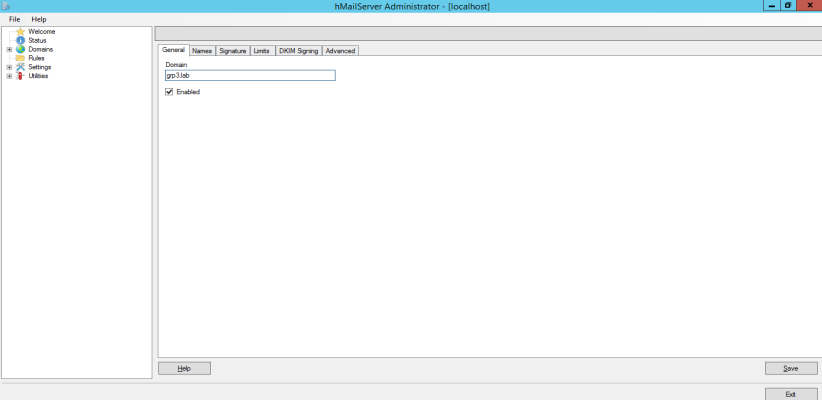 hMailServer Administrator - [localhost]
File Help
Welcome
Status
Domains
Rules
Settings
Utilities
General Names Signature Limits DKIM Signing Advanced
Domain
grp3.lab
Enabled
Help
Save
Exit